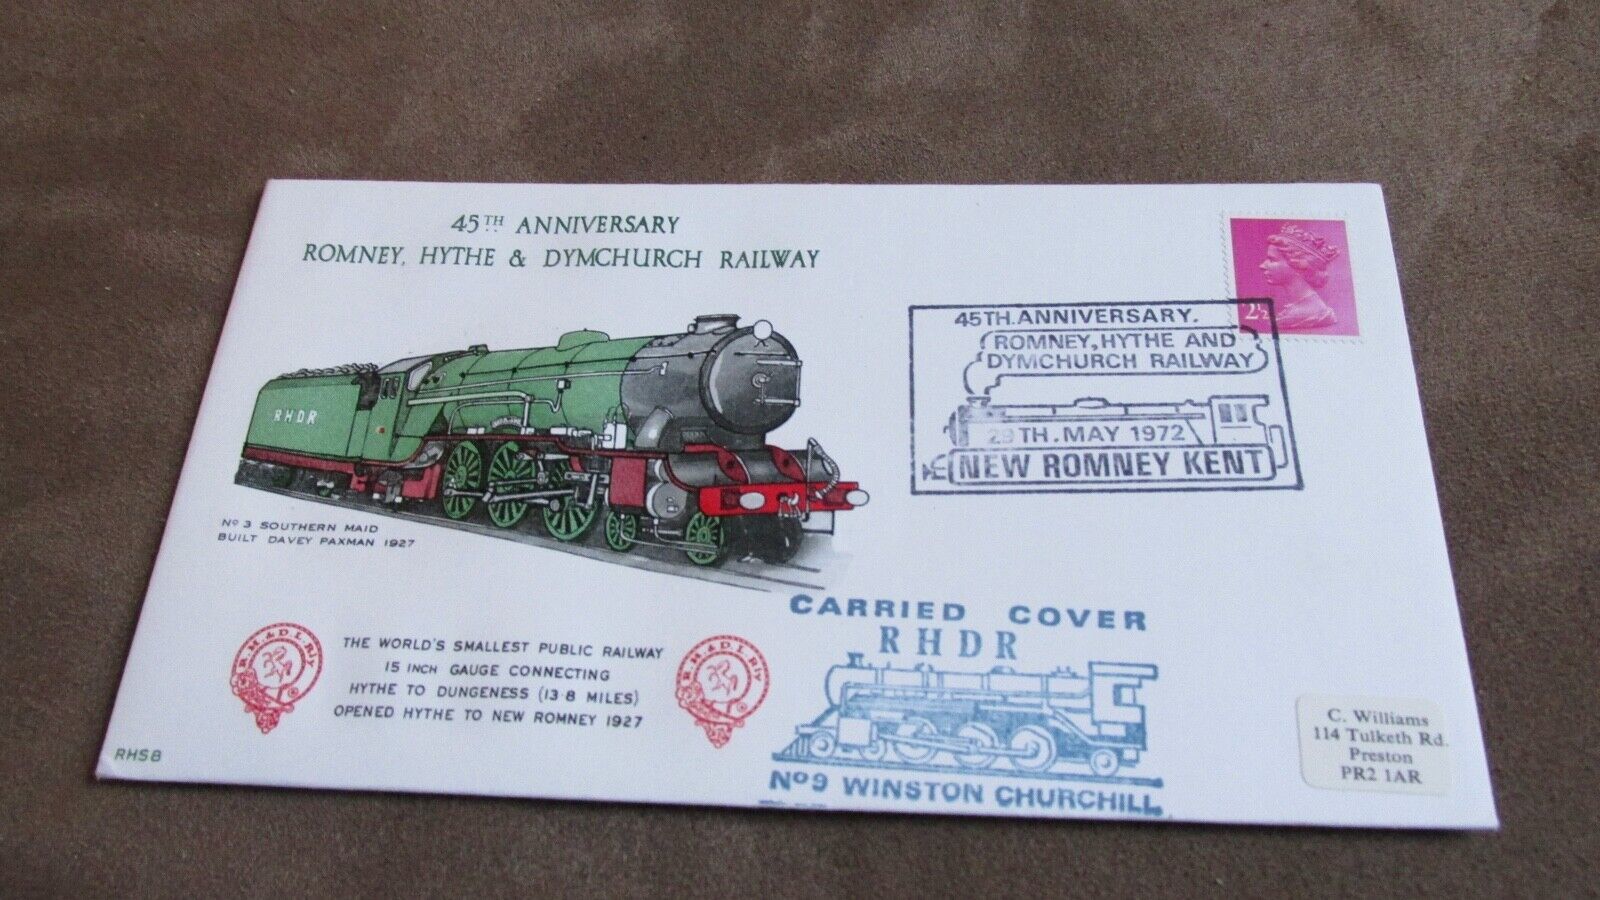 45TH ANNIVERSARY
ROMNEY, HYTHE & DYMCHURCH RAILWAY
2½
45TH.ANNIVERSARY.
ROMNEY,HYTHE AND
DYMCHURCH RAILWAY
29TH.MAY 1972
NEW ROMNEY KENT
RHDR
Nº 3 SOUTHERN MAID
BUILT DAVEY PAXMAN 1927
CARRIED COVER
RHDR
Nº9 WINSTON CHURCHILL
R.H.& D.L.Rly
THE WORLD'S SMALLEST PUBLIC RAILWAY
15 INCH GAUGE CONNECTING
HYTHE TO DUNGENESS (13·8 MILES)
OPENED HYTHE TO NEW ROMNEY 1927
R.H.& D.L.Rly
C. Williams
114 Tulketh Rd.
Preston
PR2 1AR
RHS8